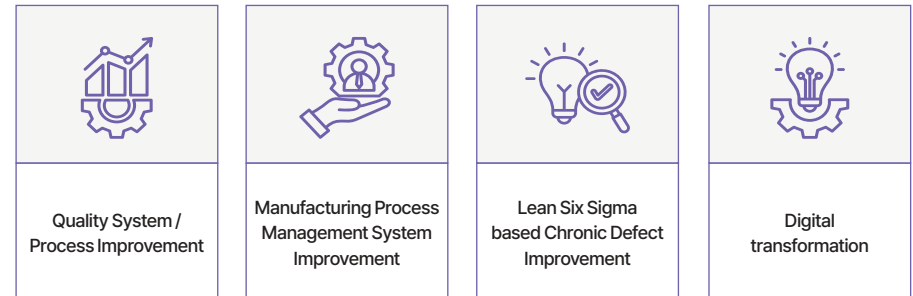 Quality System /
Process Improvement
Manufacturing Process
Management System
Improvement
Lean Six Sigma
based Chronic Defect
Improvement
Digital
transformation